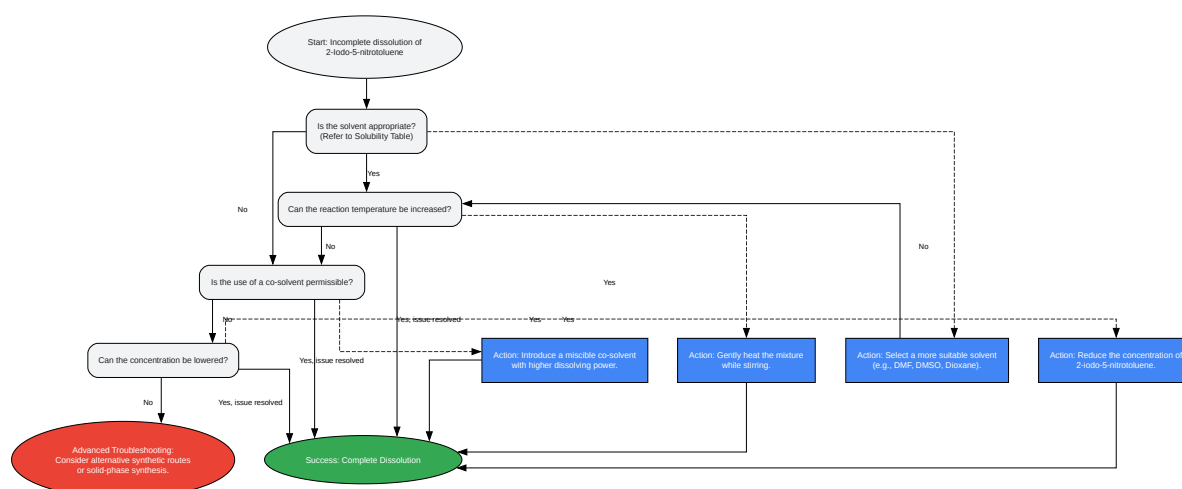 Start: Incomplete dissolution of
2-Iodo-5-nitrotoluene
Is the solvent appropriate?
(Refer to Solubility Table)
Yes
Can the reaction temperature be increased?
No
No
No
Is the use of a co-solvent permissible?
Yes
No
Yes, issue resolved
Yes
Yes
Can the concentration be lowered?
Yes, issue resolved
Action: Introduce a miscible co-solvent
with higher dissolving power.
Action: Gently heat the mixture
while stirring.
Action: Select a more suitable solvent
(e.g., DMF, DMSO, Dioxane).
Action: Reduce the concentration of
2-iodo-5-nitrotoluene.
No
Yes, issue resolved
Advanced Troubleshooting:
Consider alternative synthetic routes
or solid-phase synthesis.
Success: Complete Dissolution